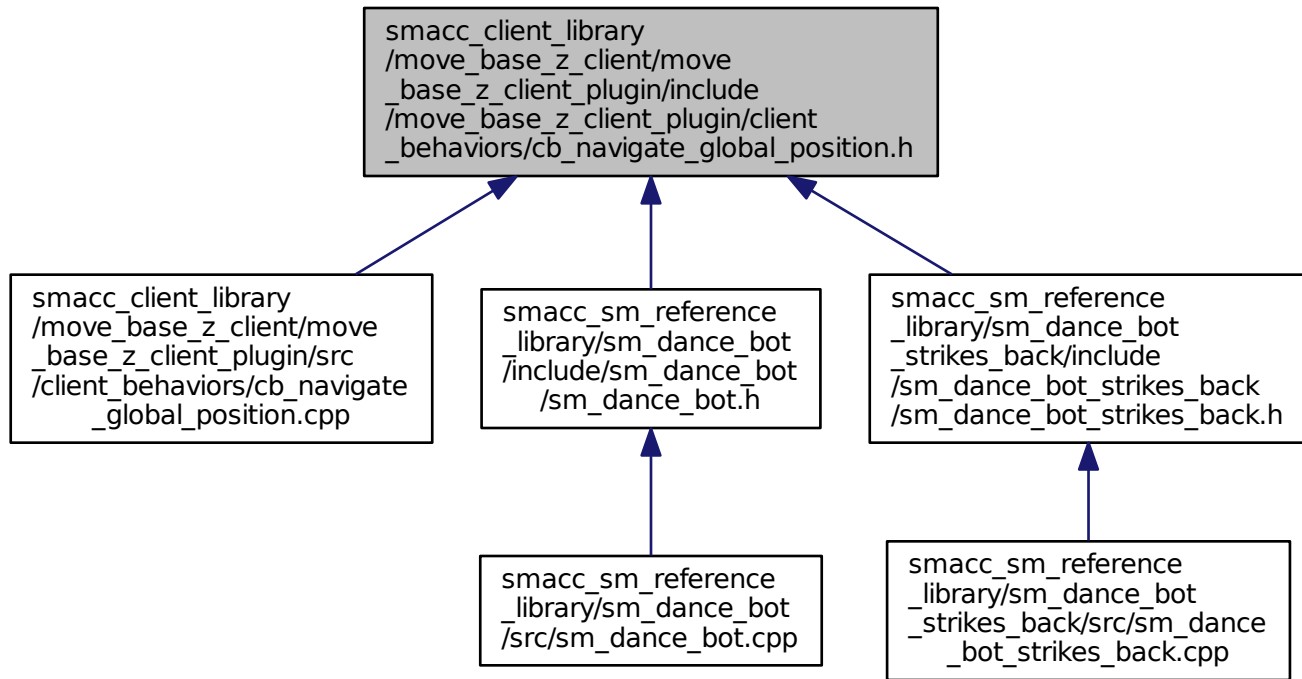 smacc_client_library
/move_base_z_client/move
_base_z_client_plugin/include
/move_base_z_client_plugin/client
_behaviors/cb_navigate_global_position.h
smacc_client_library
/move_base_z_client/move
_base_z_client_plugin/src
/client_behaviors/cb_navigate
_global_position.cpp
smacc_sm_reference
_library/sm_dance_bot
/include/sm_dance_bot
/sm_dance_bot.h
smacc_sm_reference
_library/sm_dance_bot
_strikes_back/include
/sm_dance_bot_strikes_back
/sm_dance_bot_strikes_back.h
smacc_sm_reference
_library/sm_dance_bot
/src/sm_dance_bot.cpp
smacc_sm_reference
_library/sm_dance_bot
_strikes_back/src/sm_dance
_bot_strikes_back.cpp